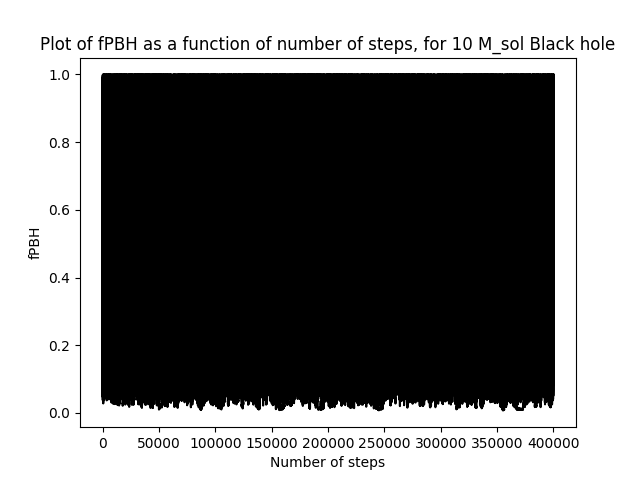 Plot of fPBH as a function of number of steps, for 10 M_sol Black hole
1.0
0.8
0.6
0.4
0.2
0.0
fPBH
0 50000 100000 150000 200000 250000 300000 350000 400000
Number of steps